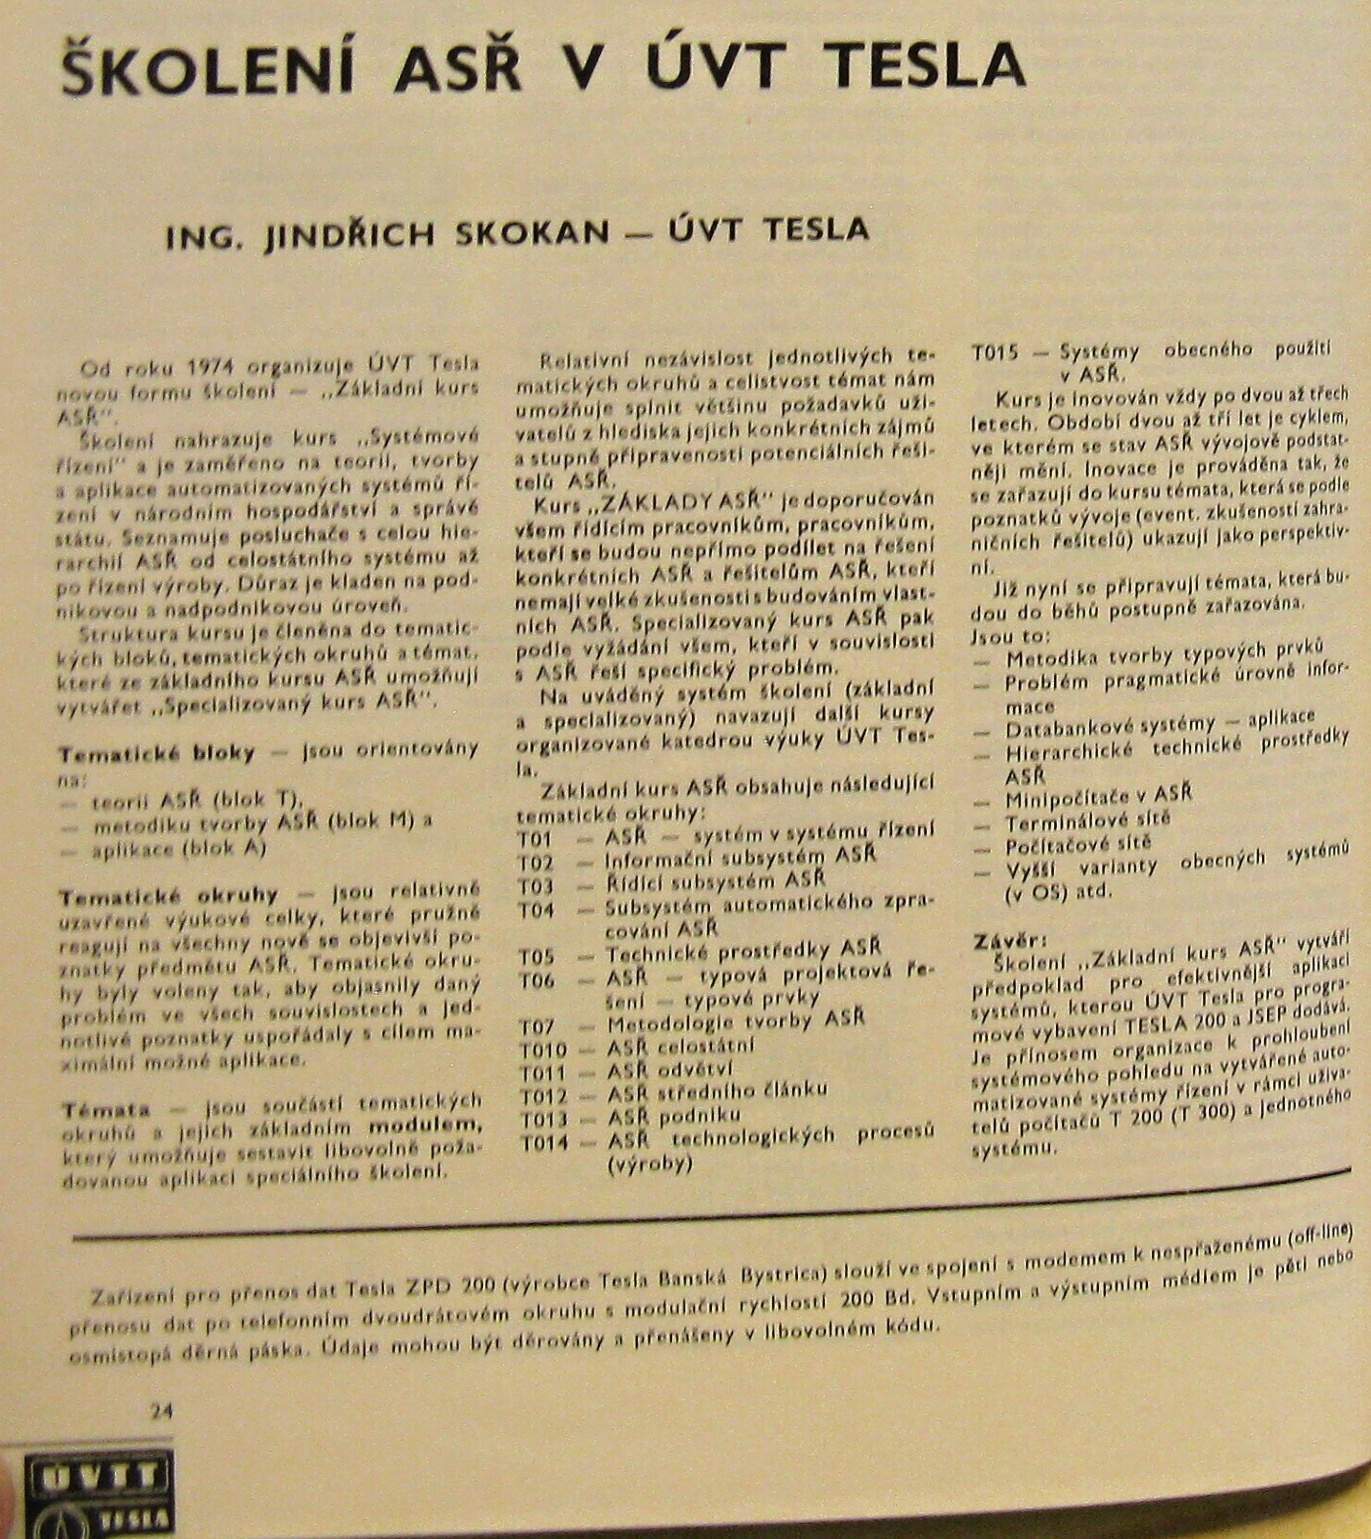 ŠKOLENÍ ASŘ V ÚVT TESLA
ING. JINDŘICH SKOKAN — ÚVT TESLA
Od roku 1974 organizuje ÚVT Tesla
novou formu školení — „Základní kurs
ASŘ“.
Školení nahrazuje kurs „Systémové
řízení“ a je zaměřeno na teorii, tvorby
a aplikace automatizovaných systémů ří-
zení v národním hospodářství a správě
státu. Seznamuje posluchače s celou hie-
rarchií ASŘ od celostátního systému až
po řízení výroby. Důraz je kladen na pod-
nikovou a nadpodnikovou úroveň.
Struktura kursu je členěna do tematic-
kých bloků, tematických okruhů a témat,
které ze základního kursu ASŘ umožňují
vytvářet „Specializovaný kurs ASŘ“.
Tematické bloky — jsou orientovány
na:
— teorii ASŘ (blok T),
— metodiku tvorby ASŘ (blok M) a
— aplikace (blok A)
Tematické okruhy — jsou relativně
uzavřené výukové celky, které pružně
reagují na všechny nově se objevivší po-
znatky předmětu ASŘ. Tematické okru-
hy byly voleny tak, aby objasnily daný
problém ve všech souvislostech a jed-
notlivé poznatky uspořádaly s cílem ma-
ximální možné aplikace.
Témata — jsou součástí tematických
okruhů a jejich základním modulem,
který umožňuje sestavit libovolně poža-
dovanou aplikaci speciálního školení.
Relativní nezávislost jednotlivých te-
matických okruhů a celistvost témat nám
umožňuje splnit většinu požadavků uži-
vatelů z hlediska jejich konkrétních zájmů
a stupně připravenosti potenciálních řeši-
telů ASŘ.
Kurs „ZÁKLADY ASŘ“ je doporučován
všem řídícím pracovníkům, pracovníkům,
kteří se budou nepřímo podílet na řešení
konkrétních ASŘ a řešitelům ASŘ, kteří
nemají velké zkušenosti s budováním vlast-
ních ASŘ. Specializovaný kurs ASŘ pak
podle vyžádání všem, kteří v souvislosti
s ASŘ řeší specifický problém.
Na uváděný systém školení (základní
a specializovaný) navazují další kursy
organizované katedrou výuky ÚVT Tes-
la.
Základní kurs ASŘ obsahuje následující
tematické okruhy:
T01 — ASŘ — systém v systému řízení
T02 — Informační subsystém ASŘ
T03 — Řídící subsystém ASŘ
T04 — Subsystém automatického zpra-
cování ASŘ
T05 — Technické prostředky ASŘ
T06 — ASŘ — typová projektová ře-
šení — typové prvky
T07 — Metodologie tvorby ASŘ
T010 — ASŘ celostátní
T011 — ASŘ odvětví
T012 — ASŘ středního článku
T013 — ASŘ podniku
T014 — ASŘ technologických procesů
(výroby)
T015 — Systémy obecného použití
v ASŘ.
Kurs je inovován vždy po dvou až třech
letech. Období dvou až tří let je cyklem,
ve kterém se stav ASŘ vývojově podstat-
něji mění. Inovace je prováděna tak, že
se zařazují do kursu témata, která se podle
poznatků vývoje (event. zkušeností zahra-
ničních řešitelů) ukazují jako perspektiv-
ní.
Již nyní se připravují témata, která bu-
dou do běhů postupně zařazována.
Jsou to:
— Metodika tvorby typových prvků
— Problém pragmatické úrovně infor-
mace
— Databankové systémy — aplikace
— Hierarchické technické prostředky
ASŘ
— Minipočítače v ASŘ
— Terminálové sítě
— Počítačové sítě
— Vyšší varianty obecných systémů
(v OS) atd.
Závěr:
Školení „Základní kurs ASŘ“ vytváří
předpoklad pro efektivnější aplikaci
systémů, kterou ÚVT Tesla pro progra-
mové vybavení TESLA 200 a JSEP dodává.
Je přínosem organizace k prohloubení
systémového pohledu na vytvářené auto-
matizované systémy řízení v rámci uživa-
telů počítačů T 200 (T 300) a Jednotného
systému.
Zařízení pro přenos dat Tesla ZPD 200 (výrobce Tesla Banská Bystrica) slouží ve spojení s modemem k nespřaženému (off-line)
přenosu dat po telefonním dvoudrátovém okruhu s modulační rychlostí 200 Bd. Vstupním a výstupním médiem je pěti nebo
osmistopá děrná páska. Údaje mohou být děrovány a přenášeny v libovolném kódu.
24
ÚVIT
TESLA